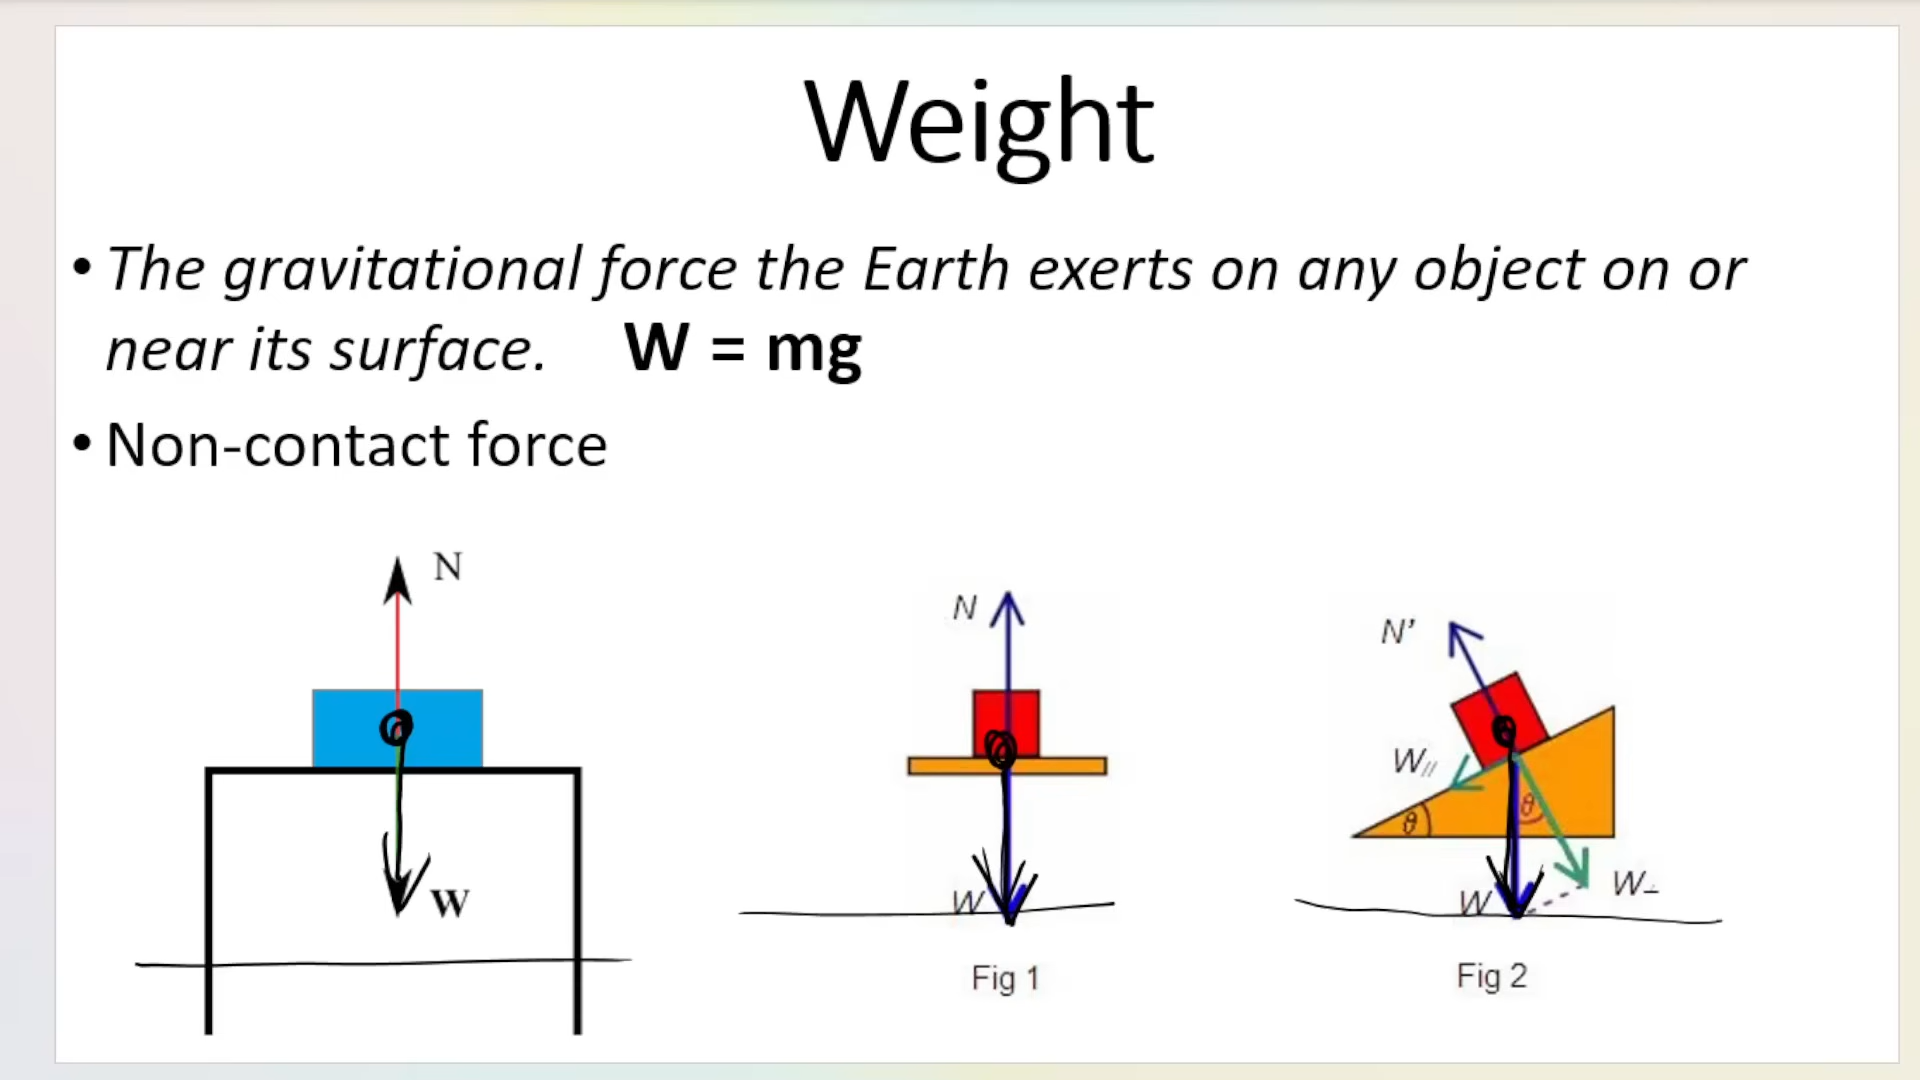 Weight
• The gravitational force the Earth exerts on any object on or
near its surface. W = mg
• Non-contact force
N
W
N
W
Fig 1
N’
W//
θ
θ
W
W⊥
Fig 2